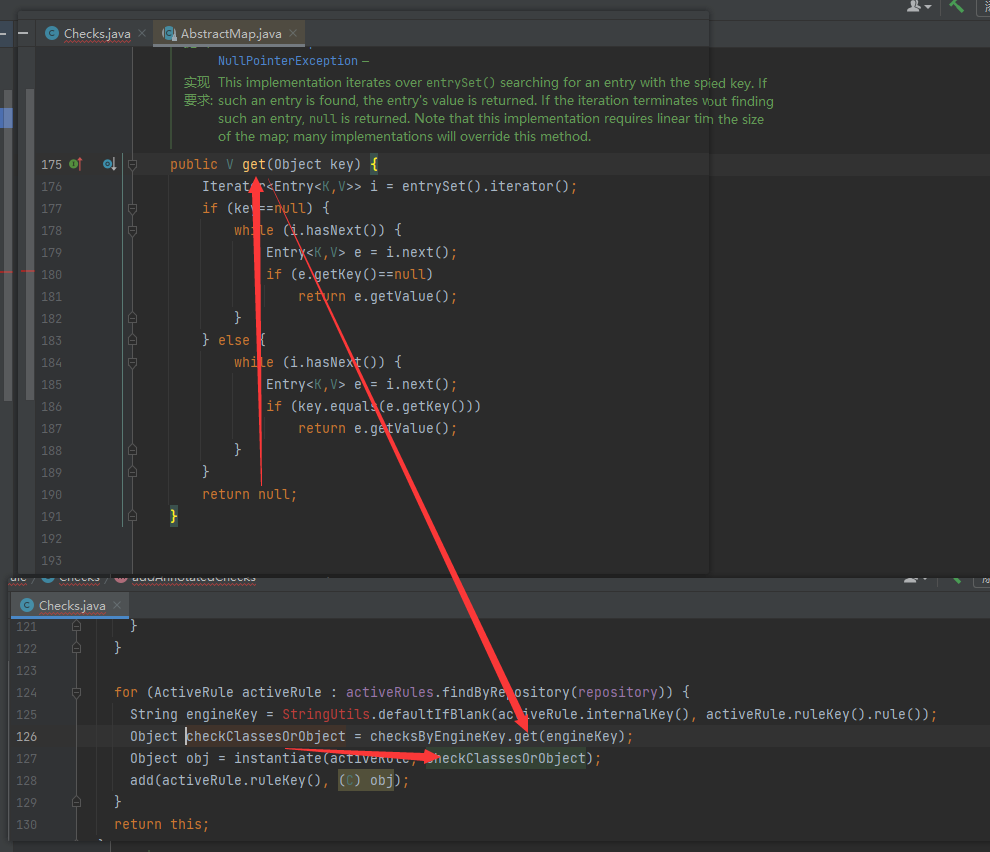 Checks.java AbstractMap.java
NullPointerException –
实现 This implementation iterates over entrySet() searching for an entry with the spied key. If
要求: such an entry is found, the entry's value is returned. If the iteration terminates vout finding
such an entry, null is returned. Note that this implementation requires linear tim the size
of the map; many implementations will override this method.
175 public V get(Object key) {
176 Iterator<Entry<K,V>> i = entrySet().iterator();
177 if (key==null) {
178 while (i.hasNext()) {
179 Entry<K,V> e = i.next();
180 if (e.getKey()==null)
181 return e.getValue();
182 }
183 } else {
184 while (i.hasNext()) {
185 Entry<K,V> e = i.next();
186 if (key.equals(e.getKey()))
187 return e.getValue();
188 }
189 }
190 return null;
191 }
192
193
Checks addAnnotatedChecks
Checks.java
121 }
122 }
123
124 for (ActiveRule activeRule : activeRules.findByRepository(repository)) {
125 String engineKey = StringUtils.defaultIfBlank(activeRule.internalKey(), activeRule.ruleKey().rule());
126 Object checkClassesOrObject = checksByEngineKey.get(engineKey);
127 Object obj = instantiate(activeRule, checkClassesOrObject);
128 add(activeRule.ruleKey(), (C) obj);
129 }
130 return this;